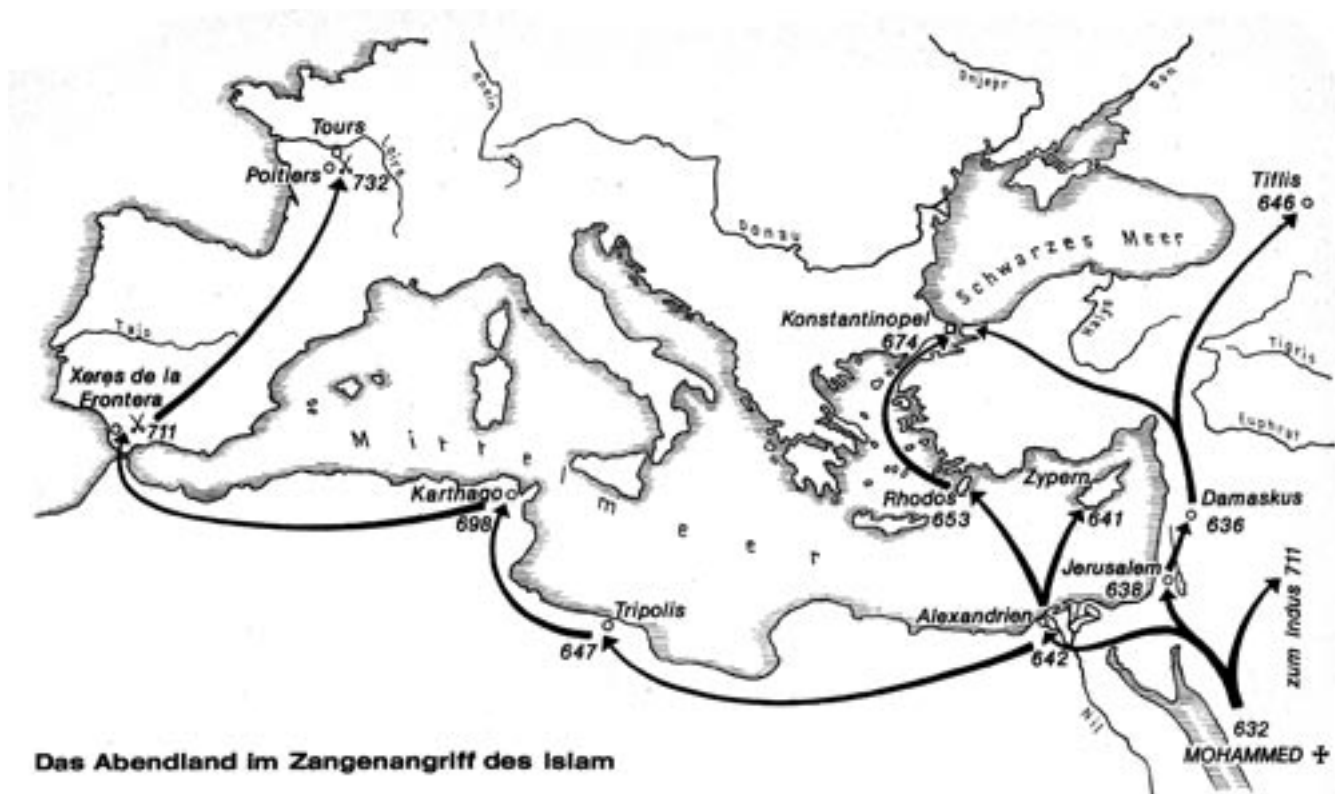 Dnjepr
Don
Rhein
Tours
Loire
Poitiers
732
Tiflis
646
Donau
Schwarzes Meer
Halys
Konstantinopel
674
Tajo
Tigris
Xeres de la
Frontera
711
Euphrat
Mittelmeer
Karthago
698
Rhodos
653
Zypern
641
Damaskus
636
Jerusalem
638
zum Indus 711
Tripolis
647
Alexandrien
642
Nil
632
MOHAMMED ✝
Das Abendland im Zangenangriff des Islam